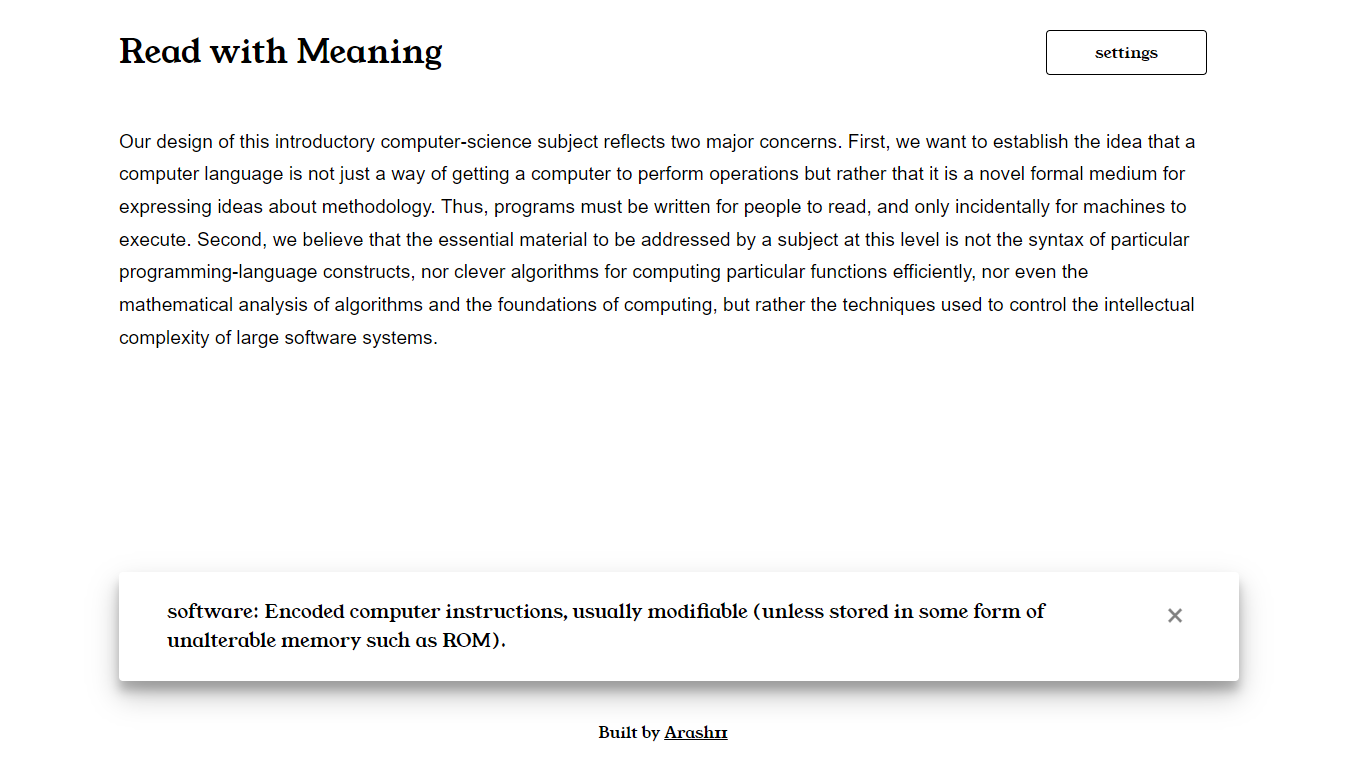 Read with Meaning
settings
Our design of this introductory computer-science subject reflects two major concerns. First, we want to establish the idea that a
computer language is not just a way of getting a computer to perform operations but rather that it is a novel formal medium for
expressing ideas about methodology. Thus, programs must be written for people to read, and only incidentally for machines to
execute. Second, we believe that the essential material to be addressed by a subject at this level is not the syntax of particular
programming-language constructs, nor clever algorithms for computing particular functions efficiently, nor even the
mathematical analysis of algorithms and the foundations of computing, but rather the techniques used to control the intellectual
complexity of large software systems.
software: Encoded computer instructions, usually modifiable (unless stored in some form of
unalterable memory such as ROM).
Built by Arash11